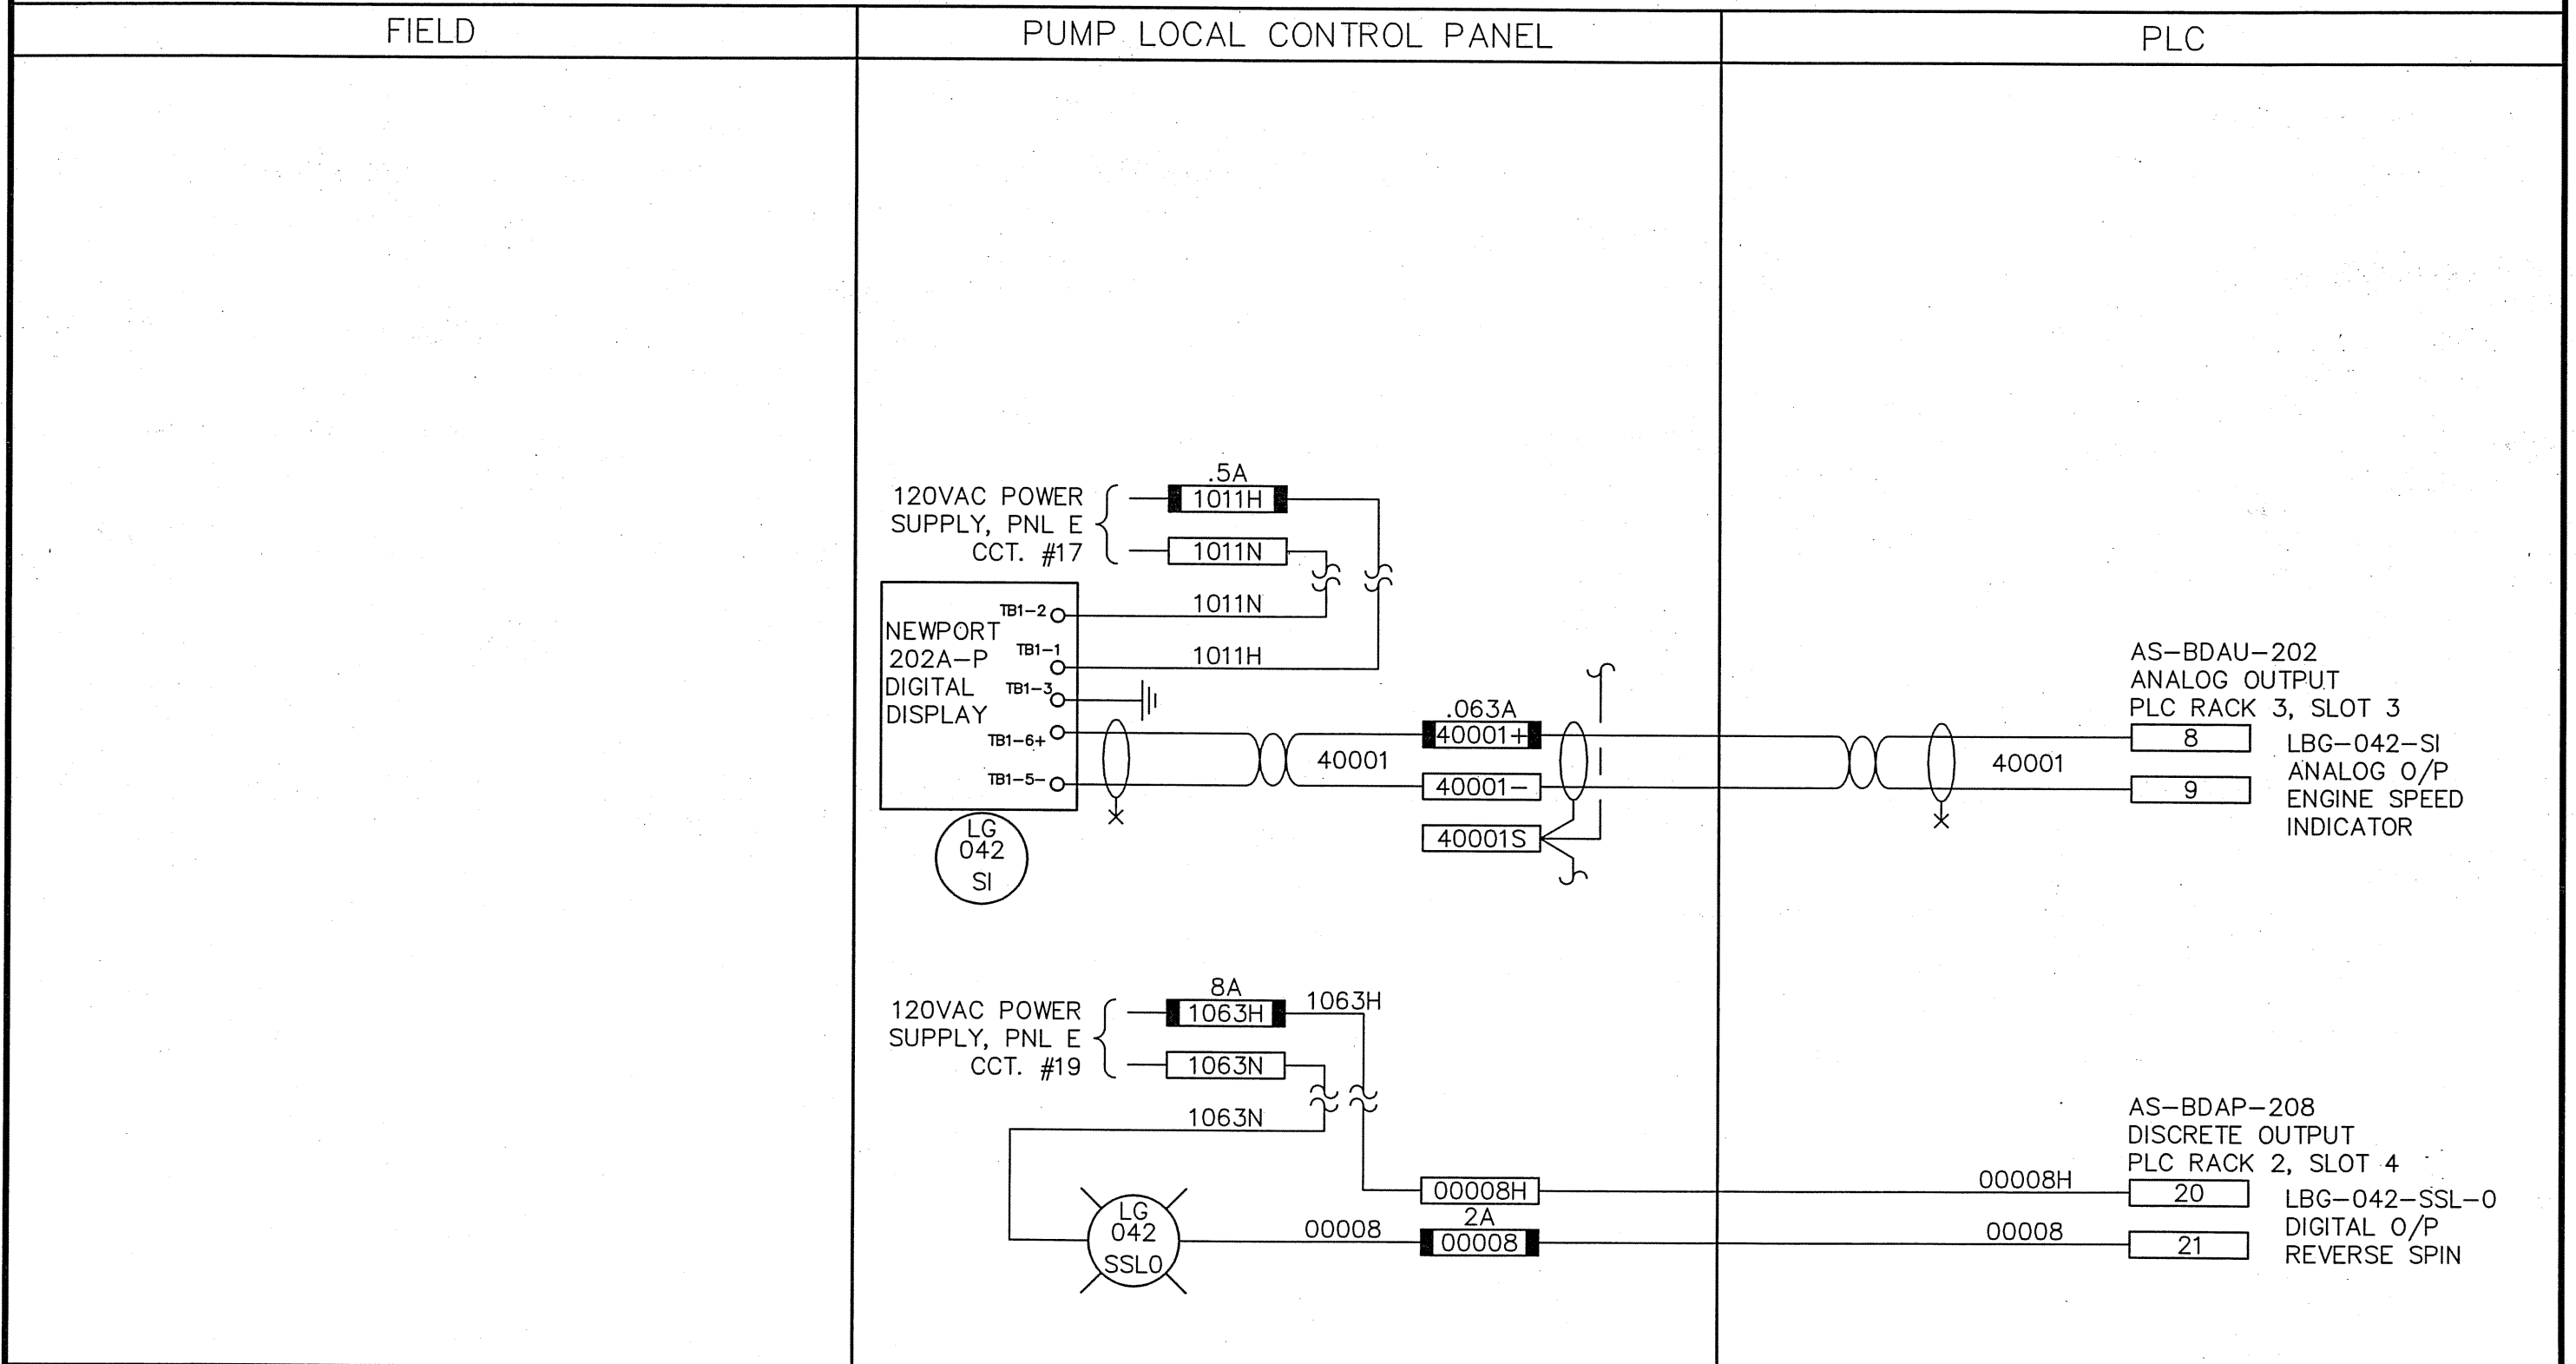 FIELD
PUMP LOCAL CONTROL PANEL
PLC
.5A
120VAC POWER
SUPPLY, PNL E
CCT. #17
1011H
1011N
TB1-2
1011N
NEWPORT
202A-P
DIGITAL
DISPLAY
TB1-1
1011H
TB1-3
TB1-6+
TB1-5-
40001
.063A
40001+
40001-
40001S
LG
042
SI
AS-BDAU-202
ANALOG OUTPUT
PLC RACK 3, SLOT 3
40001
8
9
LBG-042-SI
ANALOG O/P
ENGINE SPEED
INDICATOR
8A
120VAC POWER
SUPPLY, PNL E
CCT. #19
1063H
1063H
1063N
1063N
LG
042
SSLO
00008
00008H
2A
00008
AS-BDAP-208
DISCRETE OUTPUT
PLC RACK 2, SLOT 4
00008H
20
00008
21
LBG-042-SSL-O
DIGITAL O/P
REVERSE SPIN